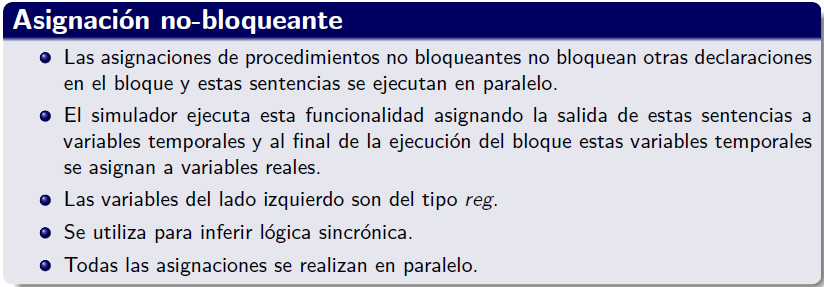 Asignación no-bloqueante
Las asignaciones de procedimientos no bloqueantes no bloquean otras declaraciones
en el bloque y estas sentencias se ejecutan en paralelo.
El simulador ejecuta esta funcionalidad asignando la salida de estas sentencias a
variables temporales y al final de la ejecución del bloque estas variables temporales
se asignan a variables reales.
Las variables del lado izquierdo son del tipo reg.
Se utiliza para inferir lógica sincrónica.
Todas las asignaciones se realizan en paralelo.